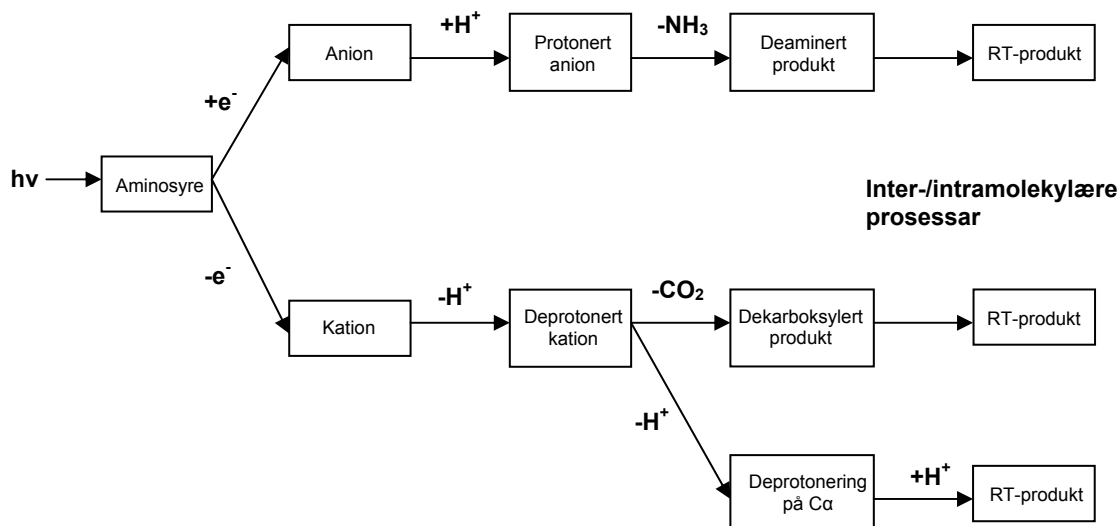 +H⁺
-NH₃
Anion
Protonert
anion
Deaminert
produkt
RT-produkt
+e⁻
hν
Aminosyre
Inter-/intramolekylære
prosessar
-e⁻
-H⁺
-CO₂
Kation
Deprotonert
kation
Dekarboksylert
produkt
RT-produkt
-H⁺
Deprotonering
på Cα
+H⁺
RT-produkt